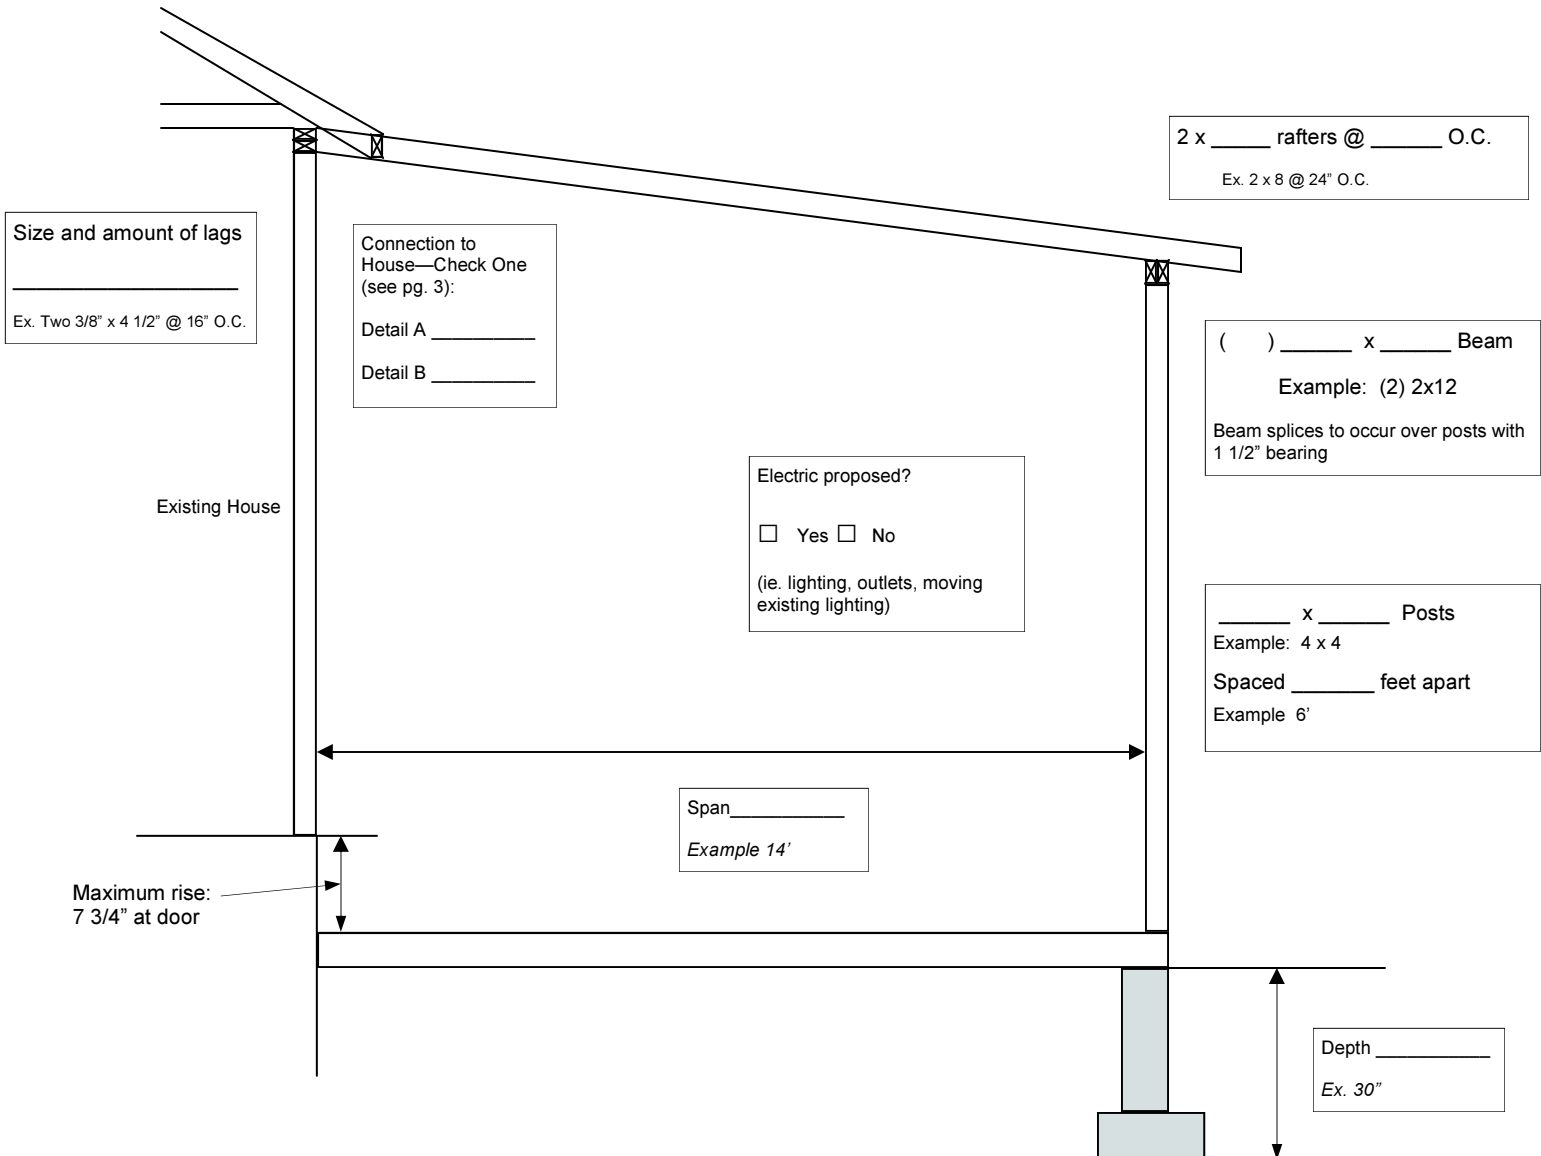 2 x _____ rafters @ ______ O.C.
Ex. 2 x 8 @ 24” O.C.
Size and amount of lags
___________________
Ex. Two 3/8” x 4 1/2” @ 16” O.C.
Connection to
House—Check One
(see pg. 3):
Detail A __________
Detail B __________
( ) ______ x ______ Beam
Example: (2) 2x12
Beam splices to occur over posts with
1 1/2” bearing
Existing House
Electric proposed?
☐ Yes ☐ No
(ie. lighting, outlets, moving
existing lighting)
______ x ______ Posts
Example: 4 x 4
Spaced _______ feet apart
Example 6’
Span___________
Example 14’
Maximum rise:
7 3/4” at door
Depth ___________
Ex. 30”